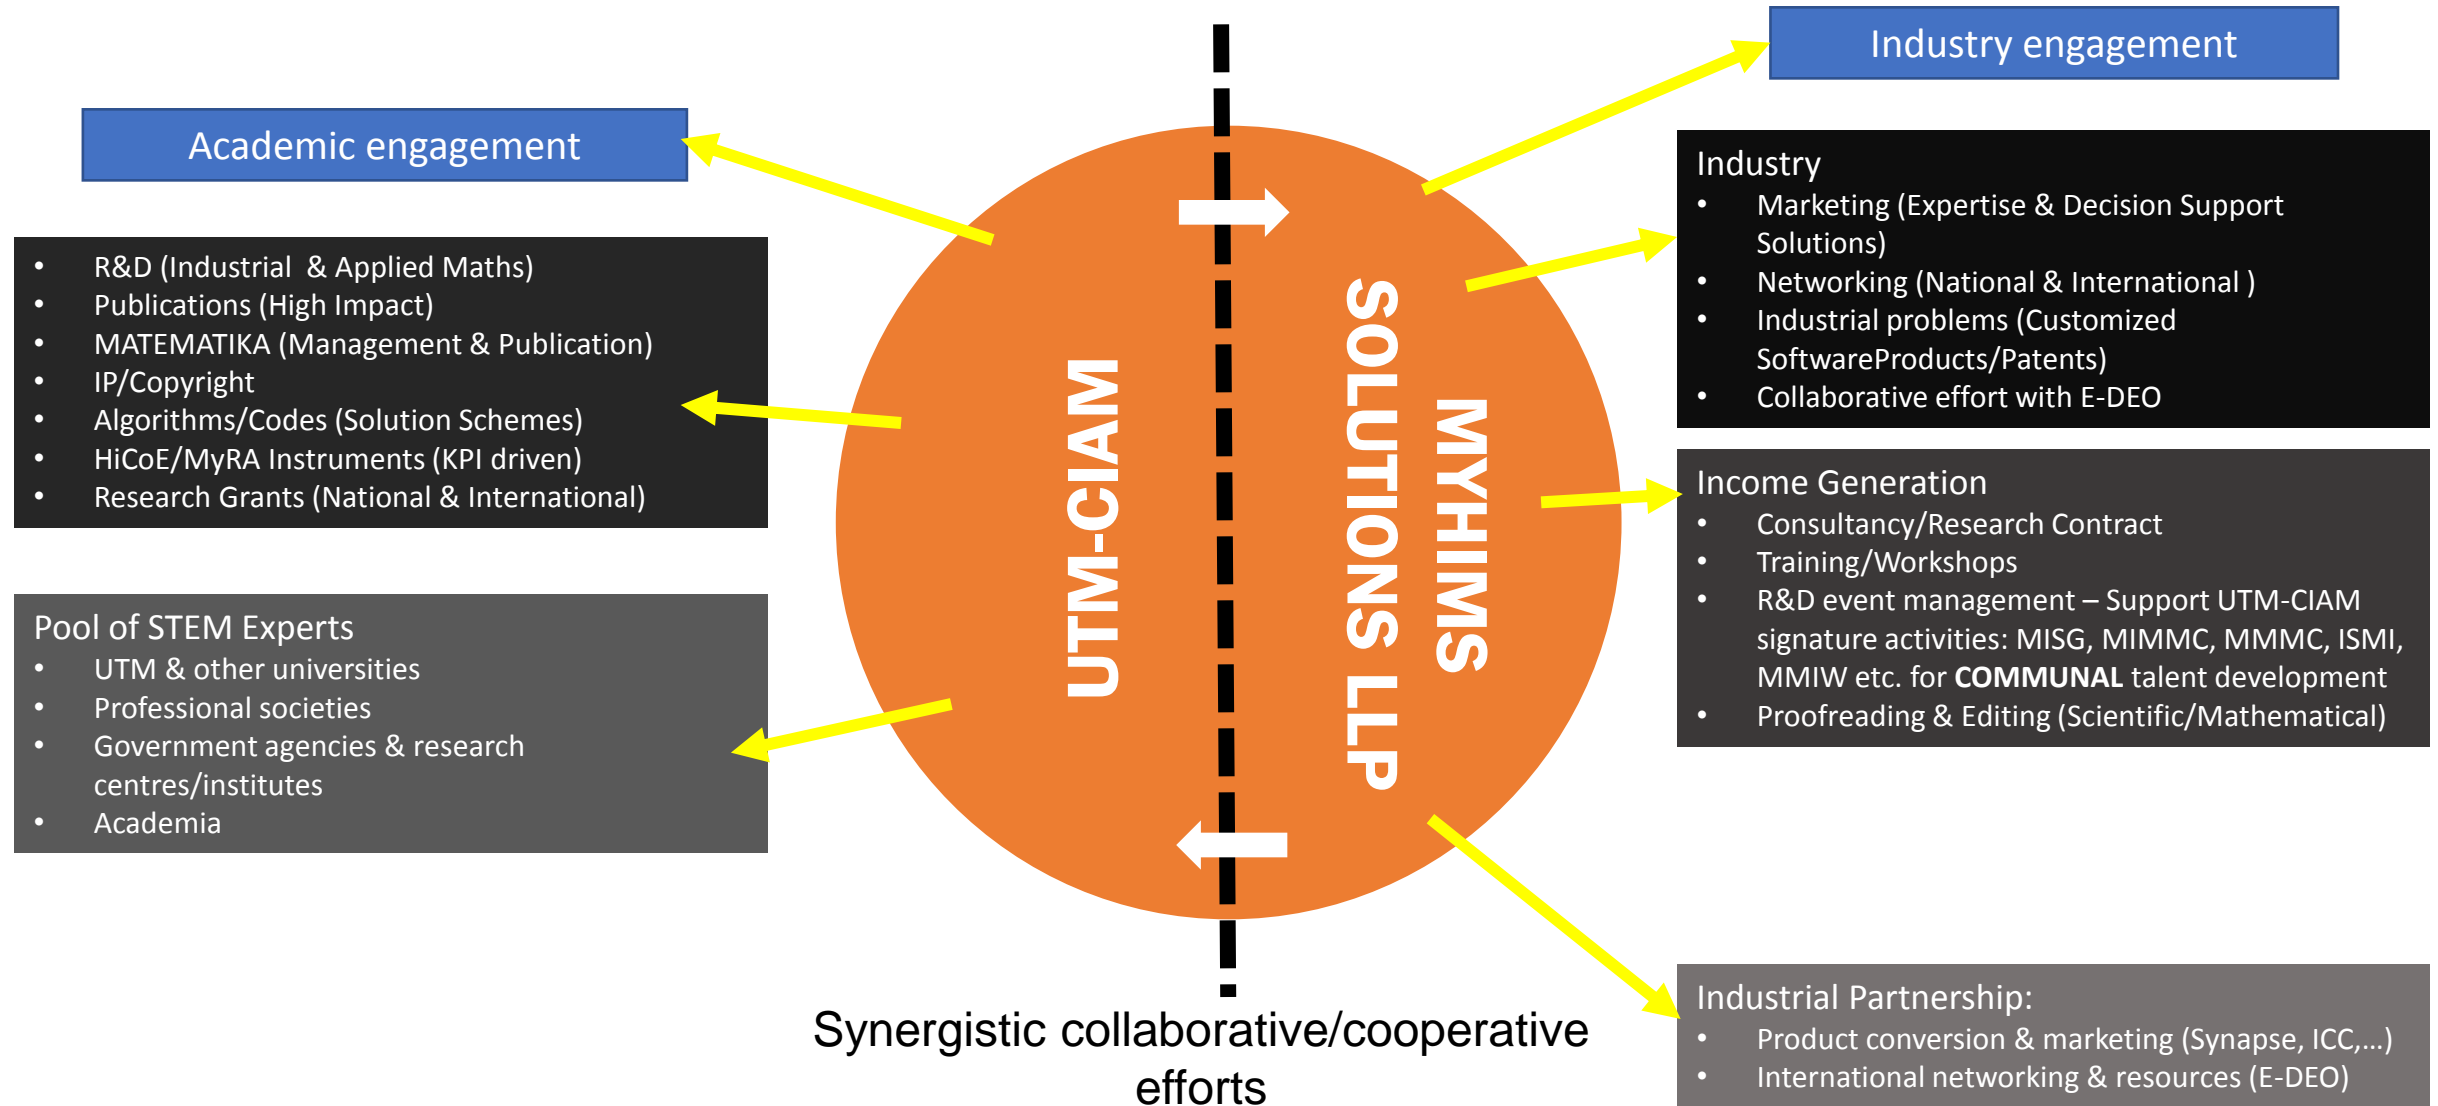 Academic engagement
• R&D (Industrial & Applied Maths)
• Publications (High Impact)
• MATEMATIKA (Management & Publication)
• IP/Copyright
• Algorithms/Codes (Solution Schemes)
• HiCoE/MyRA Instruments (KPI driven)
• Research Grants (National & International)
Pool of STEM Experts
• UTM & other universities
• Professional societies
• Government agencies & research
centres/institutes
• Academia
UTM-CIAM
MYHIMS
SOLUTIONS LLP
Synergistic collaborative/cooperative
efforts
Industry engagement
Industry
• Marketing (Expertise & Decision Support
Solutions)
• Networking (National & International )
• Industrial problems (Customized
SoftwareProducts/Patents)
• Collaborative effort with E-DEO
Income Generation
• Consultancy/Research Contract
• Training/Workshops
• R&D event management – Support UTM-CIAM
signature activities: MISG, MIMMC, MMMC, ISMI,
MMIW etc. for COMMUNAL talent development
• Proofreading & Editing (Scientific/Mathematical)
Industrial Partnership:
• Product conversion & marketing (Synapse, ICC,...)
• International networking & resources (E-DEO)